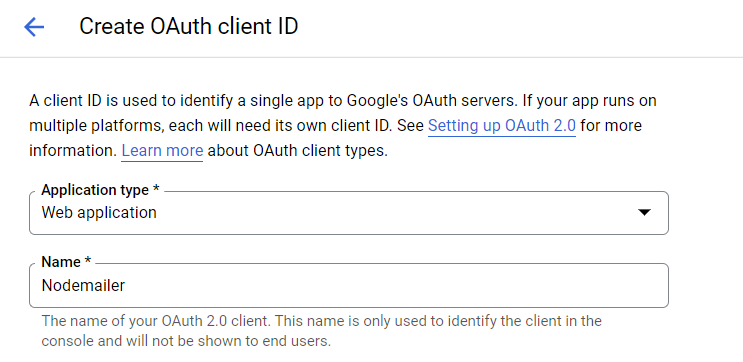 Create OAuth client ID
A client ID is used to identify a single app to Google's OAuth servers. If your app runs on
multiple platforms, each will need its own client ID. See Setting up OAuth 2.0 for more
information. Learn more about OAuth client types.
Application type *
Web application
Name *
Nodemailer
The name of your OAuth 2.0 client. This name is only used to identify the client in the
console and will not be shown to end users.